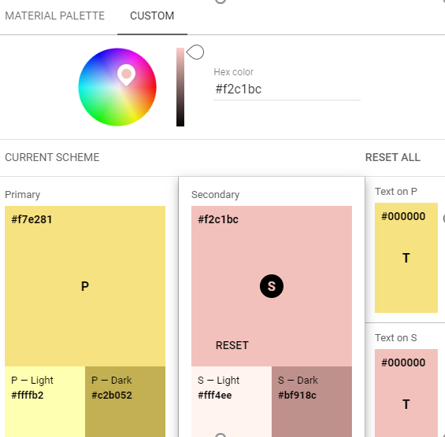 MATERIAL PALETTE
CUSTOM
Hex color
#f2c1bc
CURRENT SCHEME
RESET ALL
Primary
#f7e281
P
P — Light
#ffffb2
P — Dark
#c2b052
Secondary
#f2c1bc
S
RESET
S — Light
#fff4ee
S — Dark
#bf918c
Text on P
#000000
T
Text on S
#000000
T